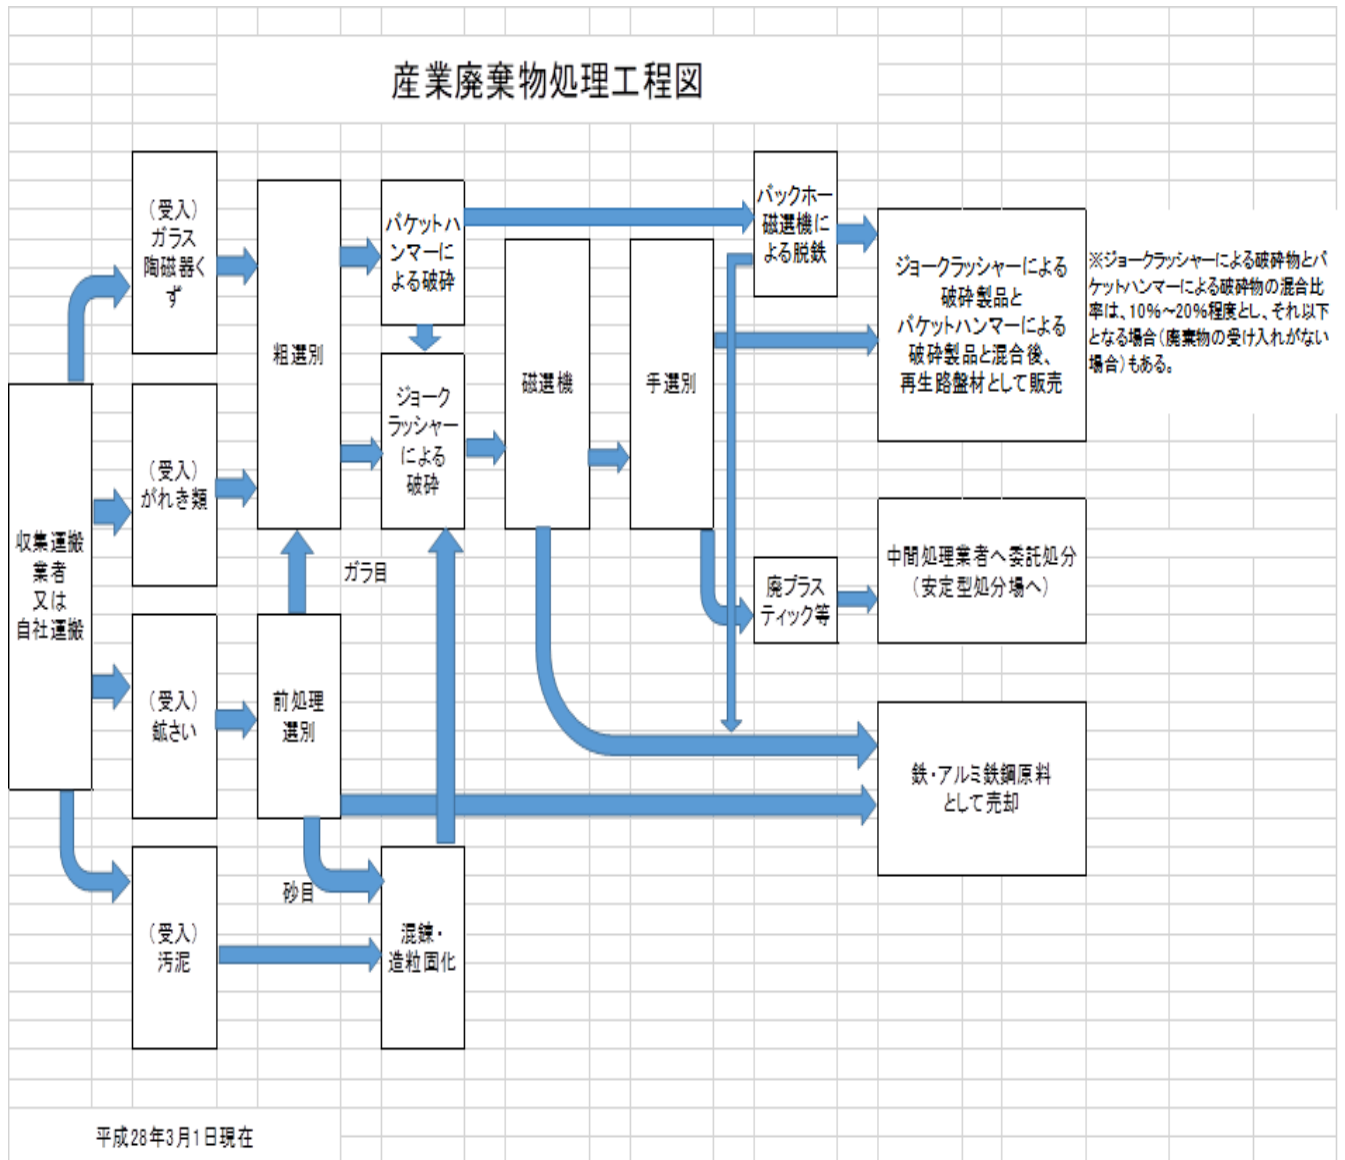 産業廃棄物処理工程図
（受入）
ガラス
陶磁器く
ず
粗選別
バケットハ
ンマーに
よる破砕
バックホー
磁選機に
よる脱鉄
ジョークラッシャーによる
破砕製品と
バケットハンマーによる
破砕製品と混合後、
再生路盤材として販売
※ジョークラッシャーによる破砕物とバ
ケットハンマーによる破砕物の混合比
率は、10%～20%程度とし、それ以下
となる場合（廃棄物の受け入れがない
場合）もある。
ジョーク
ラッシャー
による
破砕
磁選機
手選別
（受入）
がれき類
収集運搬
業者
又は
自社運搬
ガラ目
廃プラス
ティック等
中間処理業者へ委託処分
（安定型処分場へ）
（受入）
鉱さい
前処理
選別
鉄・アルミ鉄鋼原料
として売却
砂目
（受入）
汚泥
混錬・
造粒固化
平成28年3月1日現在